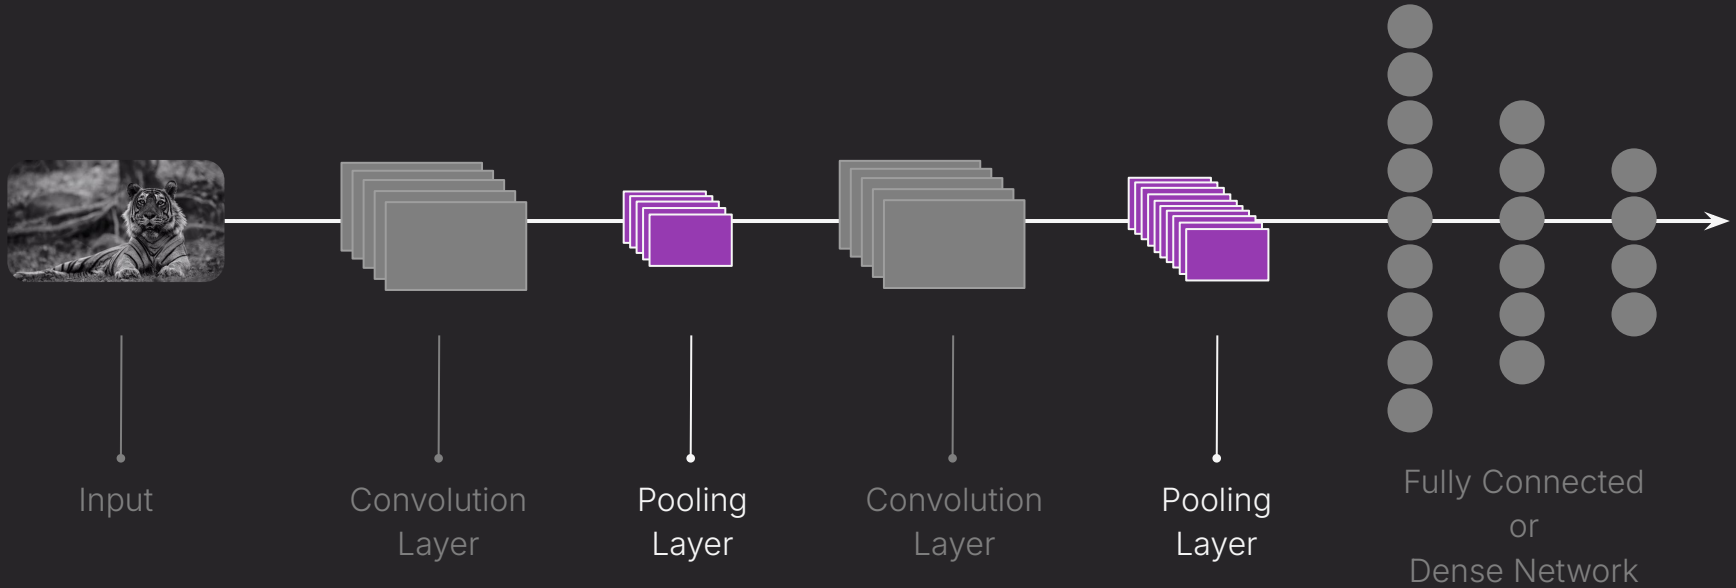 Input
Convolution
Layer
Pooling
Layer
Convolution
Layer
Pooling
Layer
Fully Connected
or
Dense Network